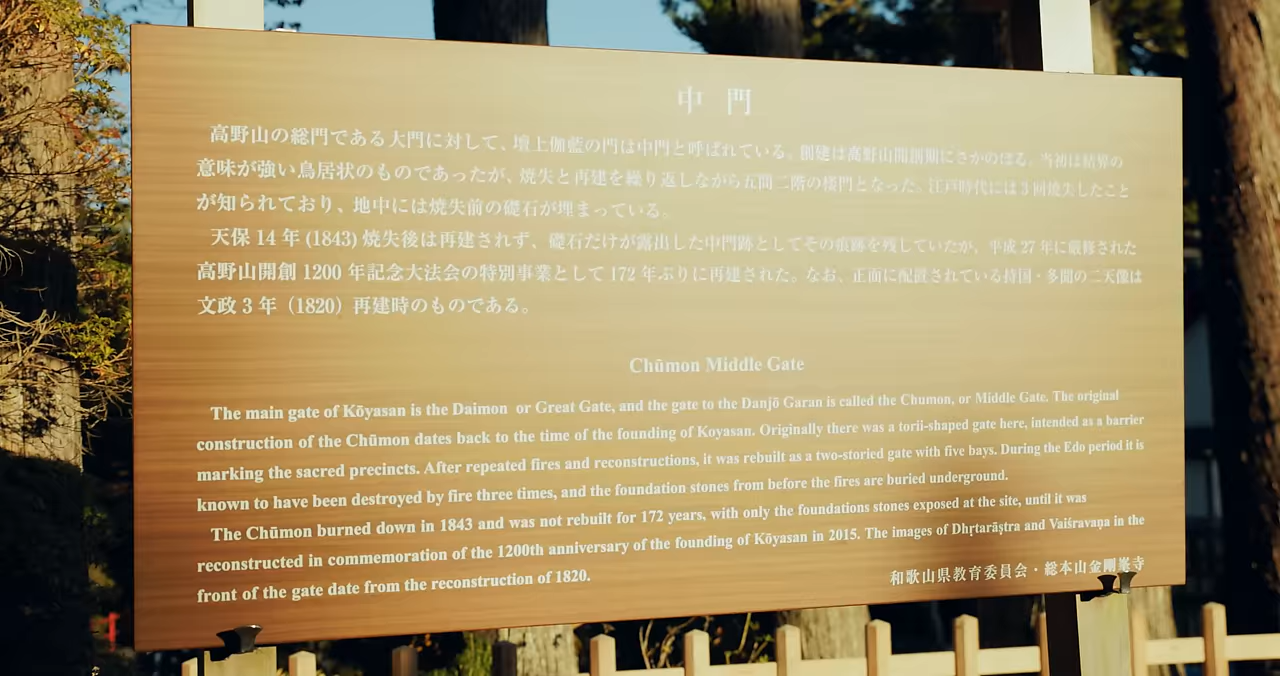 中門
高野山の総門である大門に対して、壇上伽藍の門は中門と呼ばれている。創建は高野山開創期にさかのぼる。当初は結界の
意味が強い鳥居状のものであったが、焼失と再建を繰り返しながら五間二階の楼門となった。江戸時代には3回焼失したこと
が知られており、地中には焼失前の礎石が埋まっている。
天保 14 年 (1843) 焼失後は再建されず、礎石だけが露出した中門跡としてその痕跡を残していたが、平成 27 年に厳修された
高野山開創 1200 年記念大法会の特別事業として 172 年ぶりに再建された。なお、正面に配置されている持国・多聞の二天像は
文政 3 年（1820）再建時のものである。
Chūmon Middle Gate
The main gate of Kōyasan is the Daimon or Great Gate, and the gate to the Danjō Garan is called the Chumon, or Middle Gate. The original
construction of the Chūmon dates back to the time of the founding of Koyasan. Originally there was a torii-shaped gate here, intended as a barrier
marking the sacred precincts. After repeated fires and reconstructions, it was rebuilt as a two-storied gate with five bays. During the Edo period it is
known to have been destroyed by fire three times, and the foundation stones from before the fires are buried underground.
The Chūmon burned down in 1843 and was not rebuilt for 172 years, with only the foundations stones exposed at the site, until it was
reconstructed in commemoration of the 1200th anniversary of the founding of Kōyasan in 2015. The images of Dhṛtarāṣtra and Vaiśravaṇa in the
front of the gate date from the reconstruction of 1820.
和歌山県教育委員会・総本山金剛峯寺